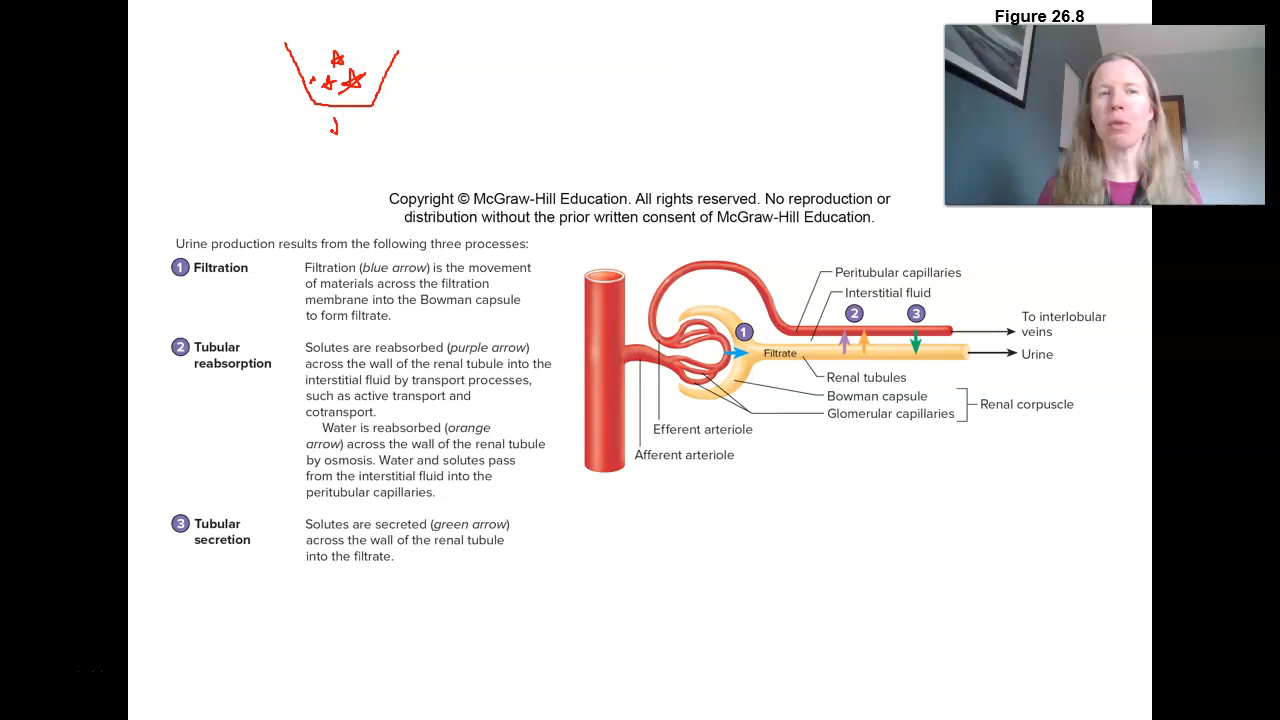 Figure 26.8
Copyright © McGraw-Hill Education. All rights reserved. No reproduction or
distribution without the prior written consent of McGraw-Hill Education.
Urine production results from the following three processes:
1 Filtration
Filtration (blue arrow) is the movement
of materials across the filtration
membrane into the Bowman capsule
to form filtrate.
2 Tubular
reabsorption
Solutes are reabsorbed (purple arrow)
across the wall of the renal tubule into the
interstitial fluid by transport processes,
such as active transport and
cotransport.
Water is reabsorbed (orange
arrow) across the wall of the renal tubule
by osmosis. Water and solutes pass
from the interstitial fluid into the
peritubular capillaries.
3 Tubular
secretion
Solutes are secreted (green arrow)
across the wall of the renal tubule
into the filtrate.
Peritubular capillaries
Interstitial fluid
2
3
To interlobular
veins
1
Filtrate
Urine
Renal tubules
Bowman capsule
Renal corpuscle
Glomerular capillaries
Efferent arteriole
Afferent arteriole